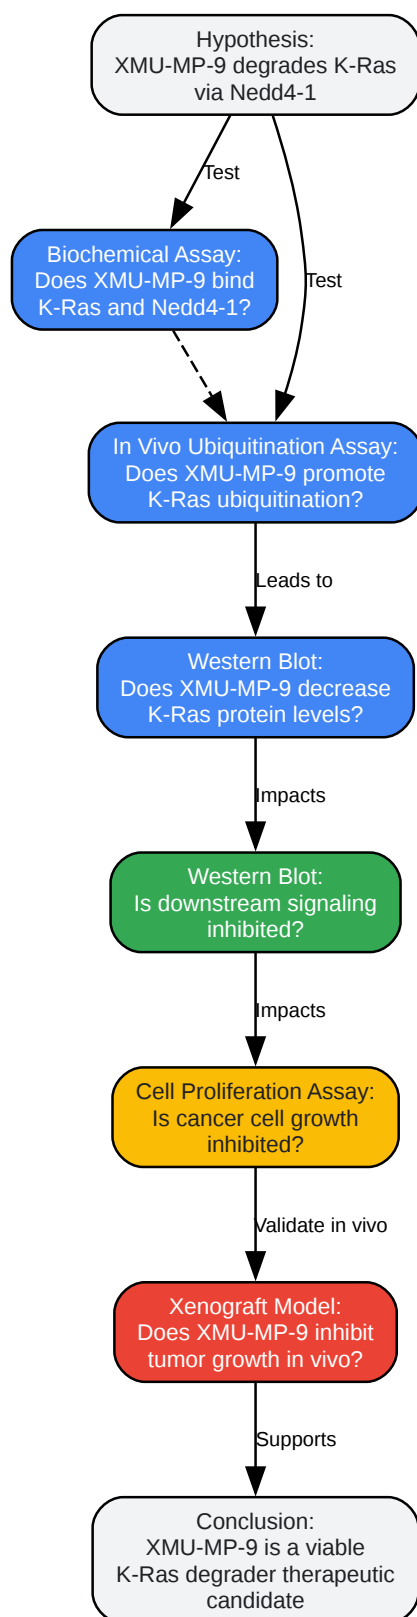 Hypothesis:
XMU-MP-9 degrades K-Ras
via Nedd4-1
Test
Biochemical Assay:
Does XMU-MP-9 bind
K-Ras and Nedd4-1?
Test
In Vivo Ubiquitination Assay:
Does XMU-MP-9 promote
K-Ras ubiquitination?
Leads to
Western Blot:
Does XMU-MP-9 decrease
K-Ras protein levels?
Impacts
Western Blot:
Is downstream signaling
inhibited?
Impacts
Cell Proliferation Assay:
Is cancer cell growth
inhibited?
Validate in vivo
Xenograft Model:
Does XMU-MP-9 inhibit
tumor growth in vivo?
Supports
Conclusion:
XMU-MP-9 is a viable
K-Ras degrader therapeutic
candidate